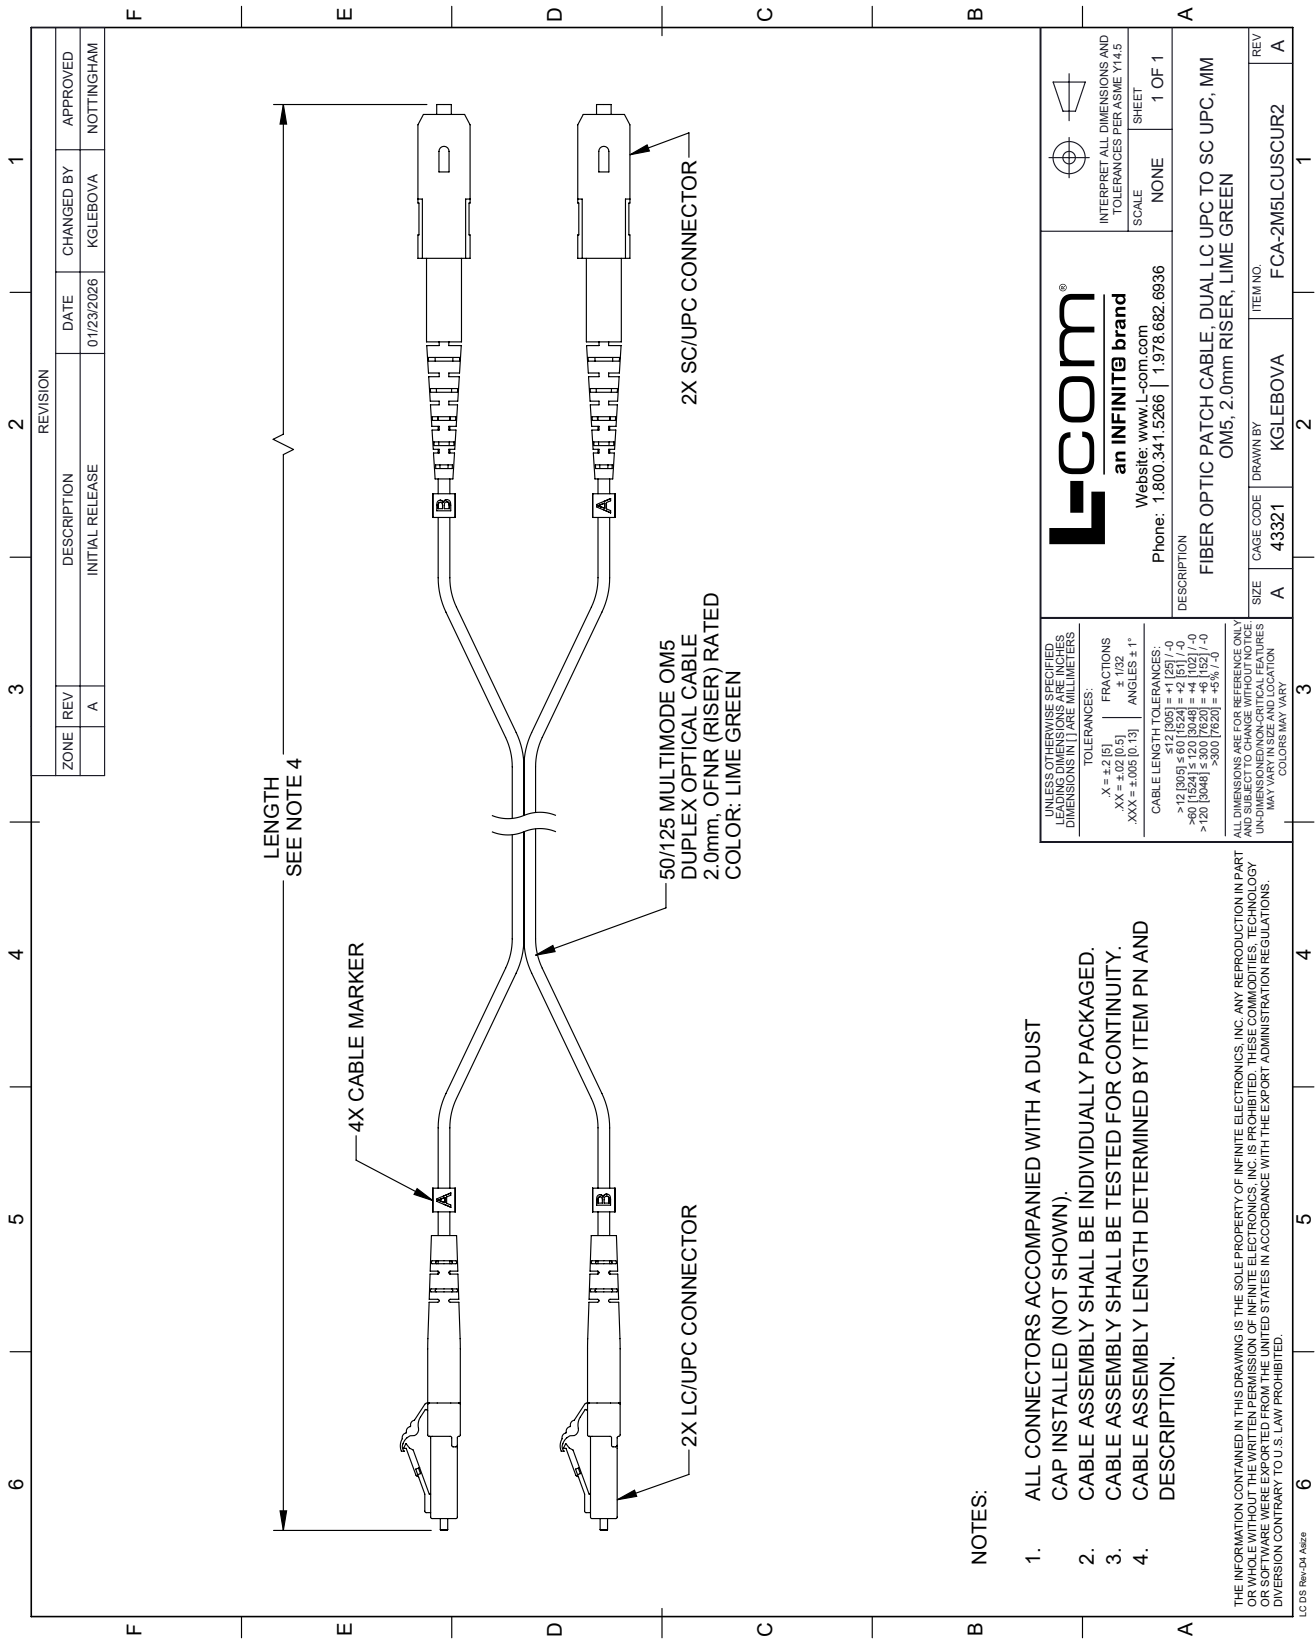 REVISION
ZONE REV DESCRIPTION DATE CHANGED BY APPROVED
A INITIAL RELEASE 01/23/2026 KGLEBOVA NOTTINGHAM
6 5 4 3 2 1
F
E
D
C
B
A
LENGTH
SEE NOTE 4
4X CABLE MARKER
A
B
B
A
2X LC/UPC CONNECTOR
50/125 MULTIMODE OM5
DUPLEX OPTICAL CABLE
2.0mm, OFNR (RISER) RATED
COLOR: LIME GREEN
2X SC/UPC CONNECTOR
NOTES:
1. ALL CONNECTORS ACCOMPANIED WITH A DUST
CAP INSTALLED (NOT SHOWN).
2. CABLE ASSEMBLY SHALL BE INDIVIDUALLY PACKAGED.
3. CABLE ASSEMBLY SHALL BE TESTED FOR CONTINUITY.
4. CABLE ASSEMBLY LENGTH DETERMINED BY ITEM PN AND
DESCRIPTION.
THE INFORMATION CONTAINED IN THIS DRAWING IS THE SOLE PROPERTY OF INFINITE ELECTRONICS, INC. ANY REPRODUCTION IN PART
OR WHOLE WITHOUT THE WRITTEN PERMISSION OF INFINITE ELECTRONICS, INC. IS PROHIBITED. THESE COMMODITIES, TECHNOLOGY
OR SOFTWARE WERE EXPORTED FROM THE UNITED STATES IN ACCORDANCE WITH THE EXPORT ADMINISTRATION REGULATIONS.
DIVERSION CONTRARY TO U.S. LAW PROHIBITED.
UNLESS OTHERWISE SPECIFIED
LEADING DIMENSIONS ARE INCHES
DIMENSIONS IN [ ] ARE MILLIMETERS
TOLERANCES:
.X = ±.2 [5] FRACTIONS
.XX = ±.02 [0.5] ± 1/32
.XXX = ±.005 [0.13] ANGLES ± 1°
CABLE LENGTH TOLERANCES:
≤12 [305] = +1 [25] / -0
>12 [305] ≤ 60 [1524] = +2 [51] / -0
>60 [1524] ≤ 120 [3048] = +4 [102] / -0
>120 [3048] ≤ 300 [7620] = +6 [152] / -0
>300 [7620] = +5% / -0
ALL DIMENSIONS ARE FOR REFERENCE ONLY
AND SUBJECT TO CHANGE WITHOUT NOTICE.
UN-DIMENSIONED/NON-CRITICAL FEATURES
MAY VARY IN SIZE AND LOCATION
COLORS MAY VARY
L-com®
an INFINITE brand
Website: www.L-com.com
Phone: 1.800.341.5266 | 1.978.682.6936
INTERPRET ALL DIMENSIONS AND
TOLERANCES PER ASME Y14.5
SCALE SHEET
NONE 1 OF 1
DESCRIPTION
FIBER OPTIC PATCH CABLE, DUAL LC UPC TO SC UPC, MM
OM5, 2.0mm RISER, LIME GREEN
SIZE CAGE CODE DRAWN BY ITEM NO. REV
A 43321 KGLEBOVA FCA-2M5LCUSCUR2 A
F
E
D
C
B
A
6 5 4 3 2 1
LC DS Rev-D4 Asize